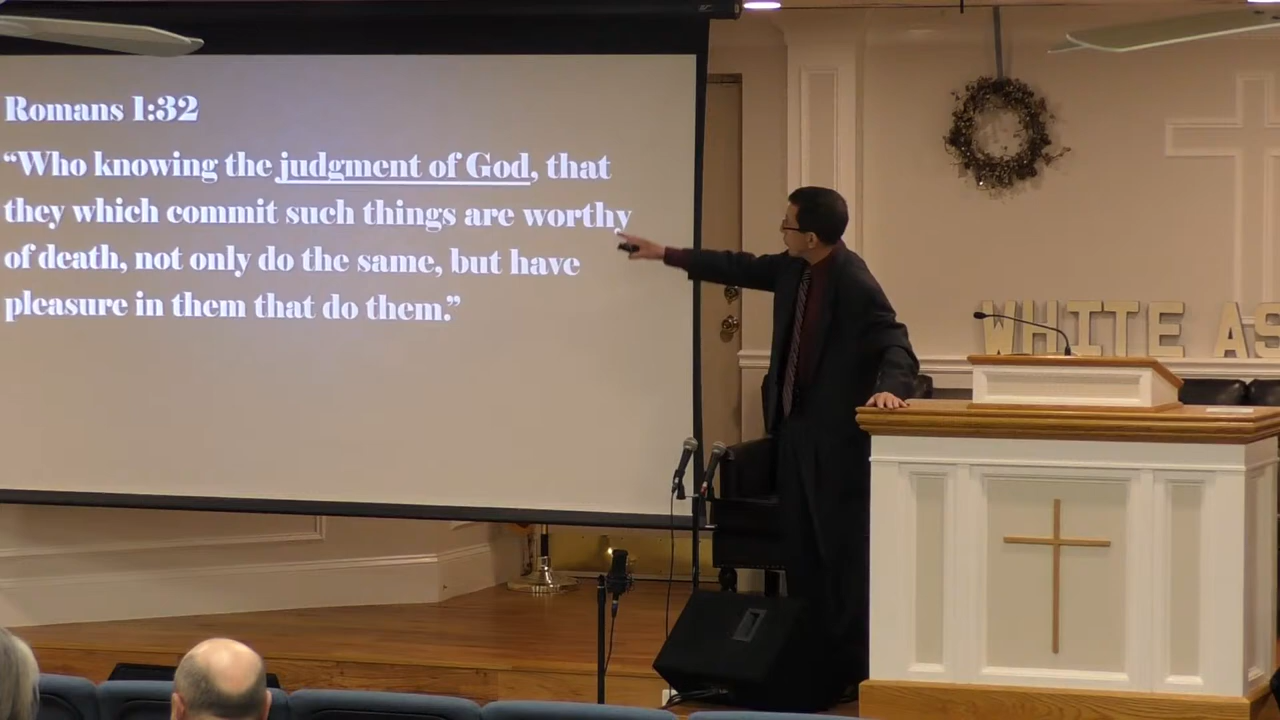 Romans 1:32
“Who knowing the judgment of God, that
they which commit such things are worthy
of death, not only do the same, but have
pleasure in them that do them.”
WHITE AS